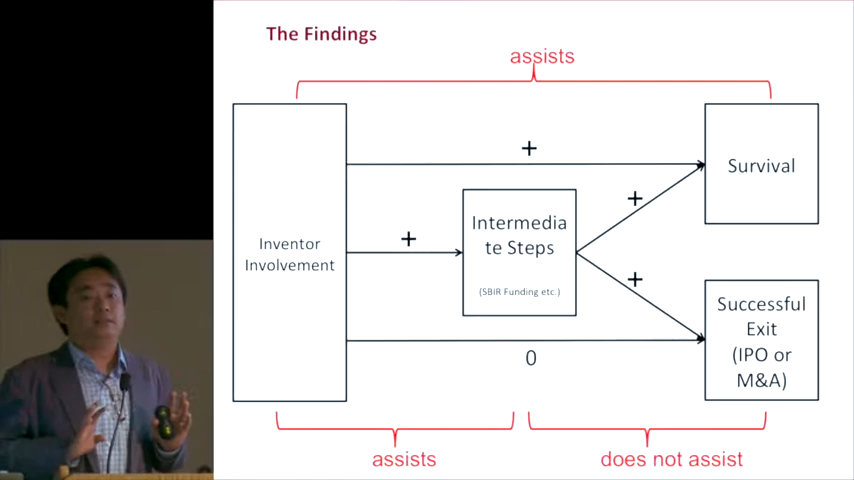 The Findings
assists
+
Survival
+
Intermedia
te Steps
(SBIR Funding etc.)
+
Inventor
Involvement
+
Successful
Exit
(IPO or
M&A)
0
assists
does not assist